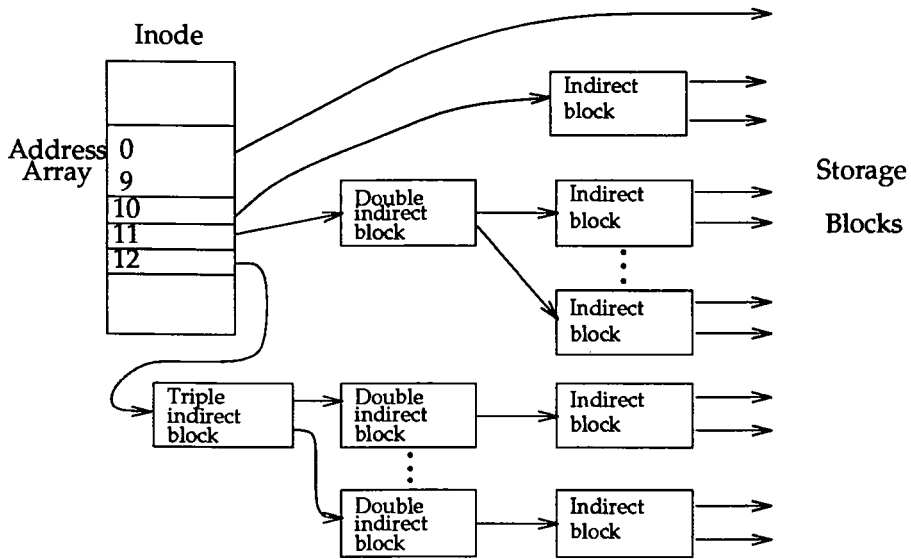 Inode
Indirect
block
Address
Array
0
9
10
11
12
Double
indirect
block
Indirect
block
Storage
Blocks
Indirect
block
Triple
indirect
block
Double
indirect
block
Indirect
block
Double
indirect
block
Indirect
block